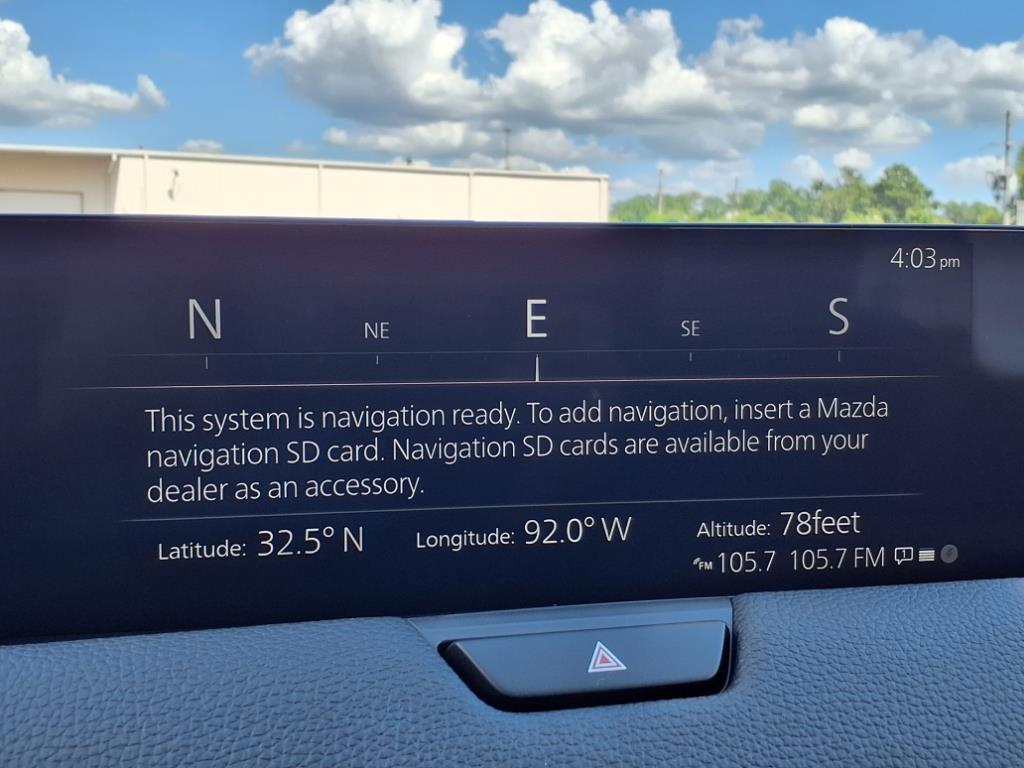 4:03 pm
N NE E SE S
This system is navigation ready. To add navigation, insert a Mazda
navigation SD card. Navigation SD cards are available from your
dealer as an accessory.
Latitude: 32.5° N Longitude: 92.0° W Altitude: 78feet
FM 105.7 105.7 FM 1